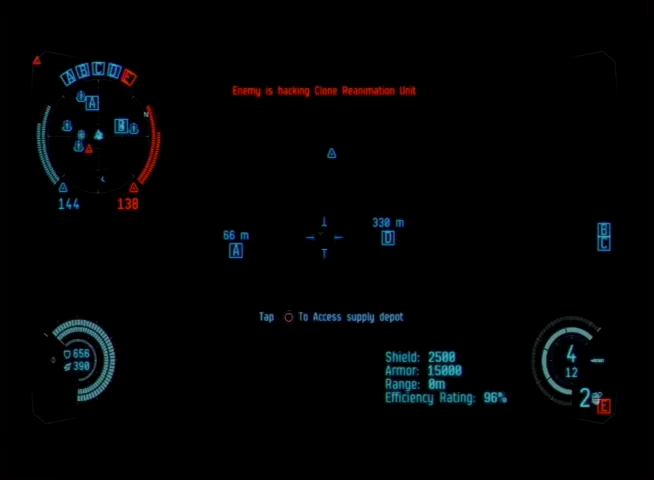 A B C D E
Enemy is hacking Clone Reanimation Unit
A
N
B
144 138
66 m 330 m
A D
B
C
Tap To Access supply depot
656
390
Shield: 2500
Armor: 15000
Range: 0m
Efficiency Rating: 96%
4
12
2
E